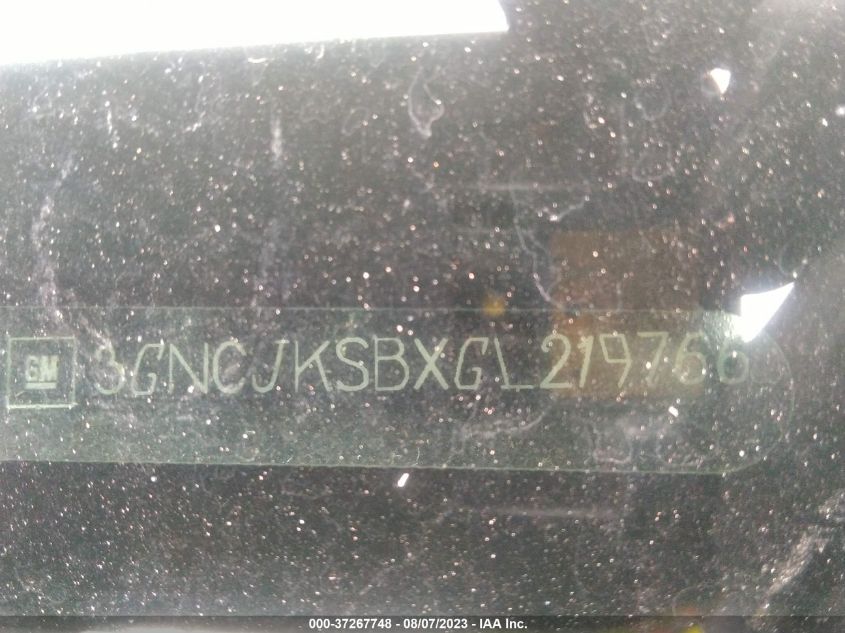 GM 3GNCJKSBXGL219766
000-37267748 - 08/07/2023 - IAA Inc.